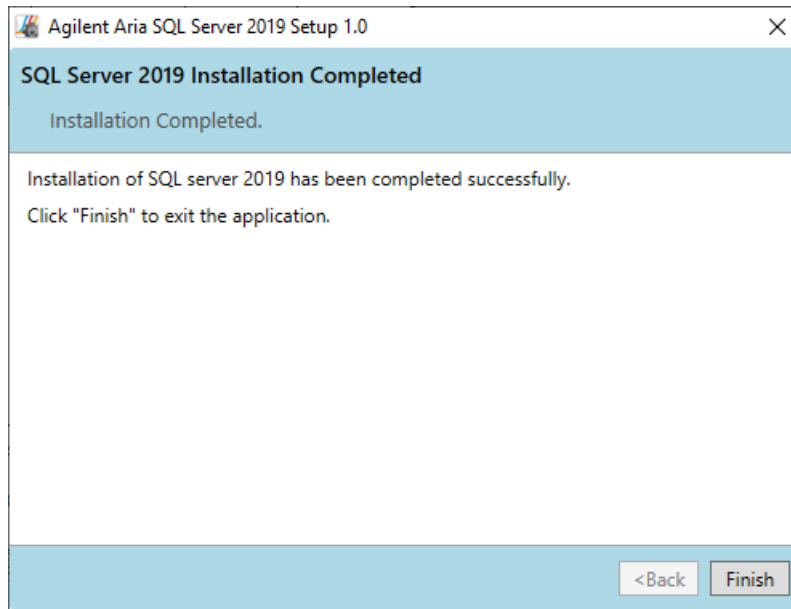 Agilent Aria SQL Server 2019 Setup 1.0
SQL Server 2019 Installation Completed
Installation Completed.
Installation of SQL server 2019 has been completed successfully.
Click "Finish" to exit the application.
<Back
Finish